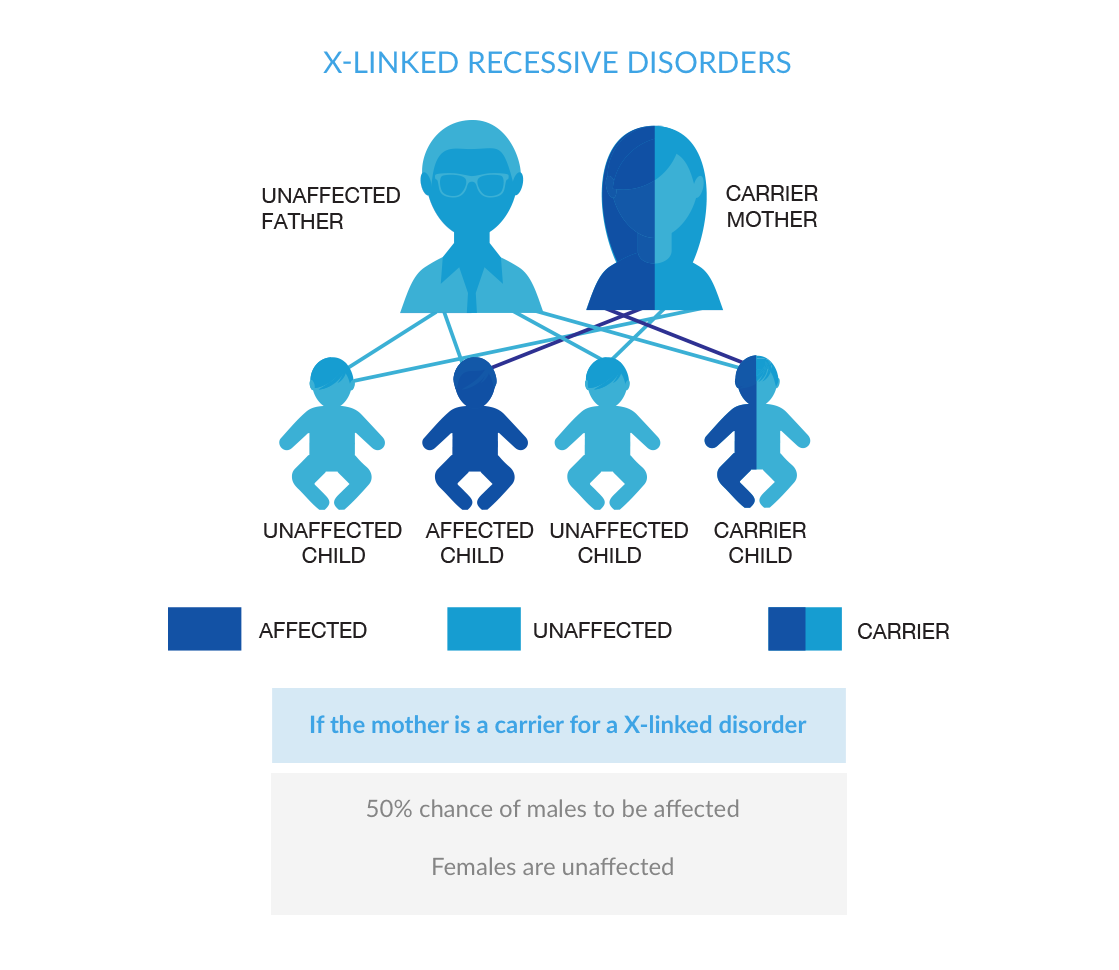 X-LINKED RECESSIVE DISORDERS
UNAFFECTED
FATHER
CARRIER
MOTHER
UNAFFECTED
CHILD
AFFECTED
CHILD
UNAFFECTED
CHILD
CARRIER
CHILD
AFFECTED
UNAFFECTED
CARRIER
If the mother is a carrier for a X-linked disorder
50% chance of males to be affected
Females are unaffected